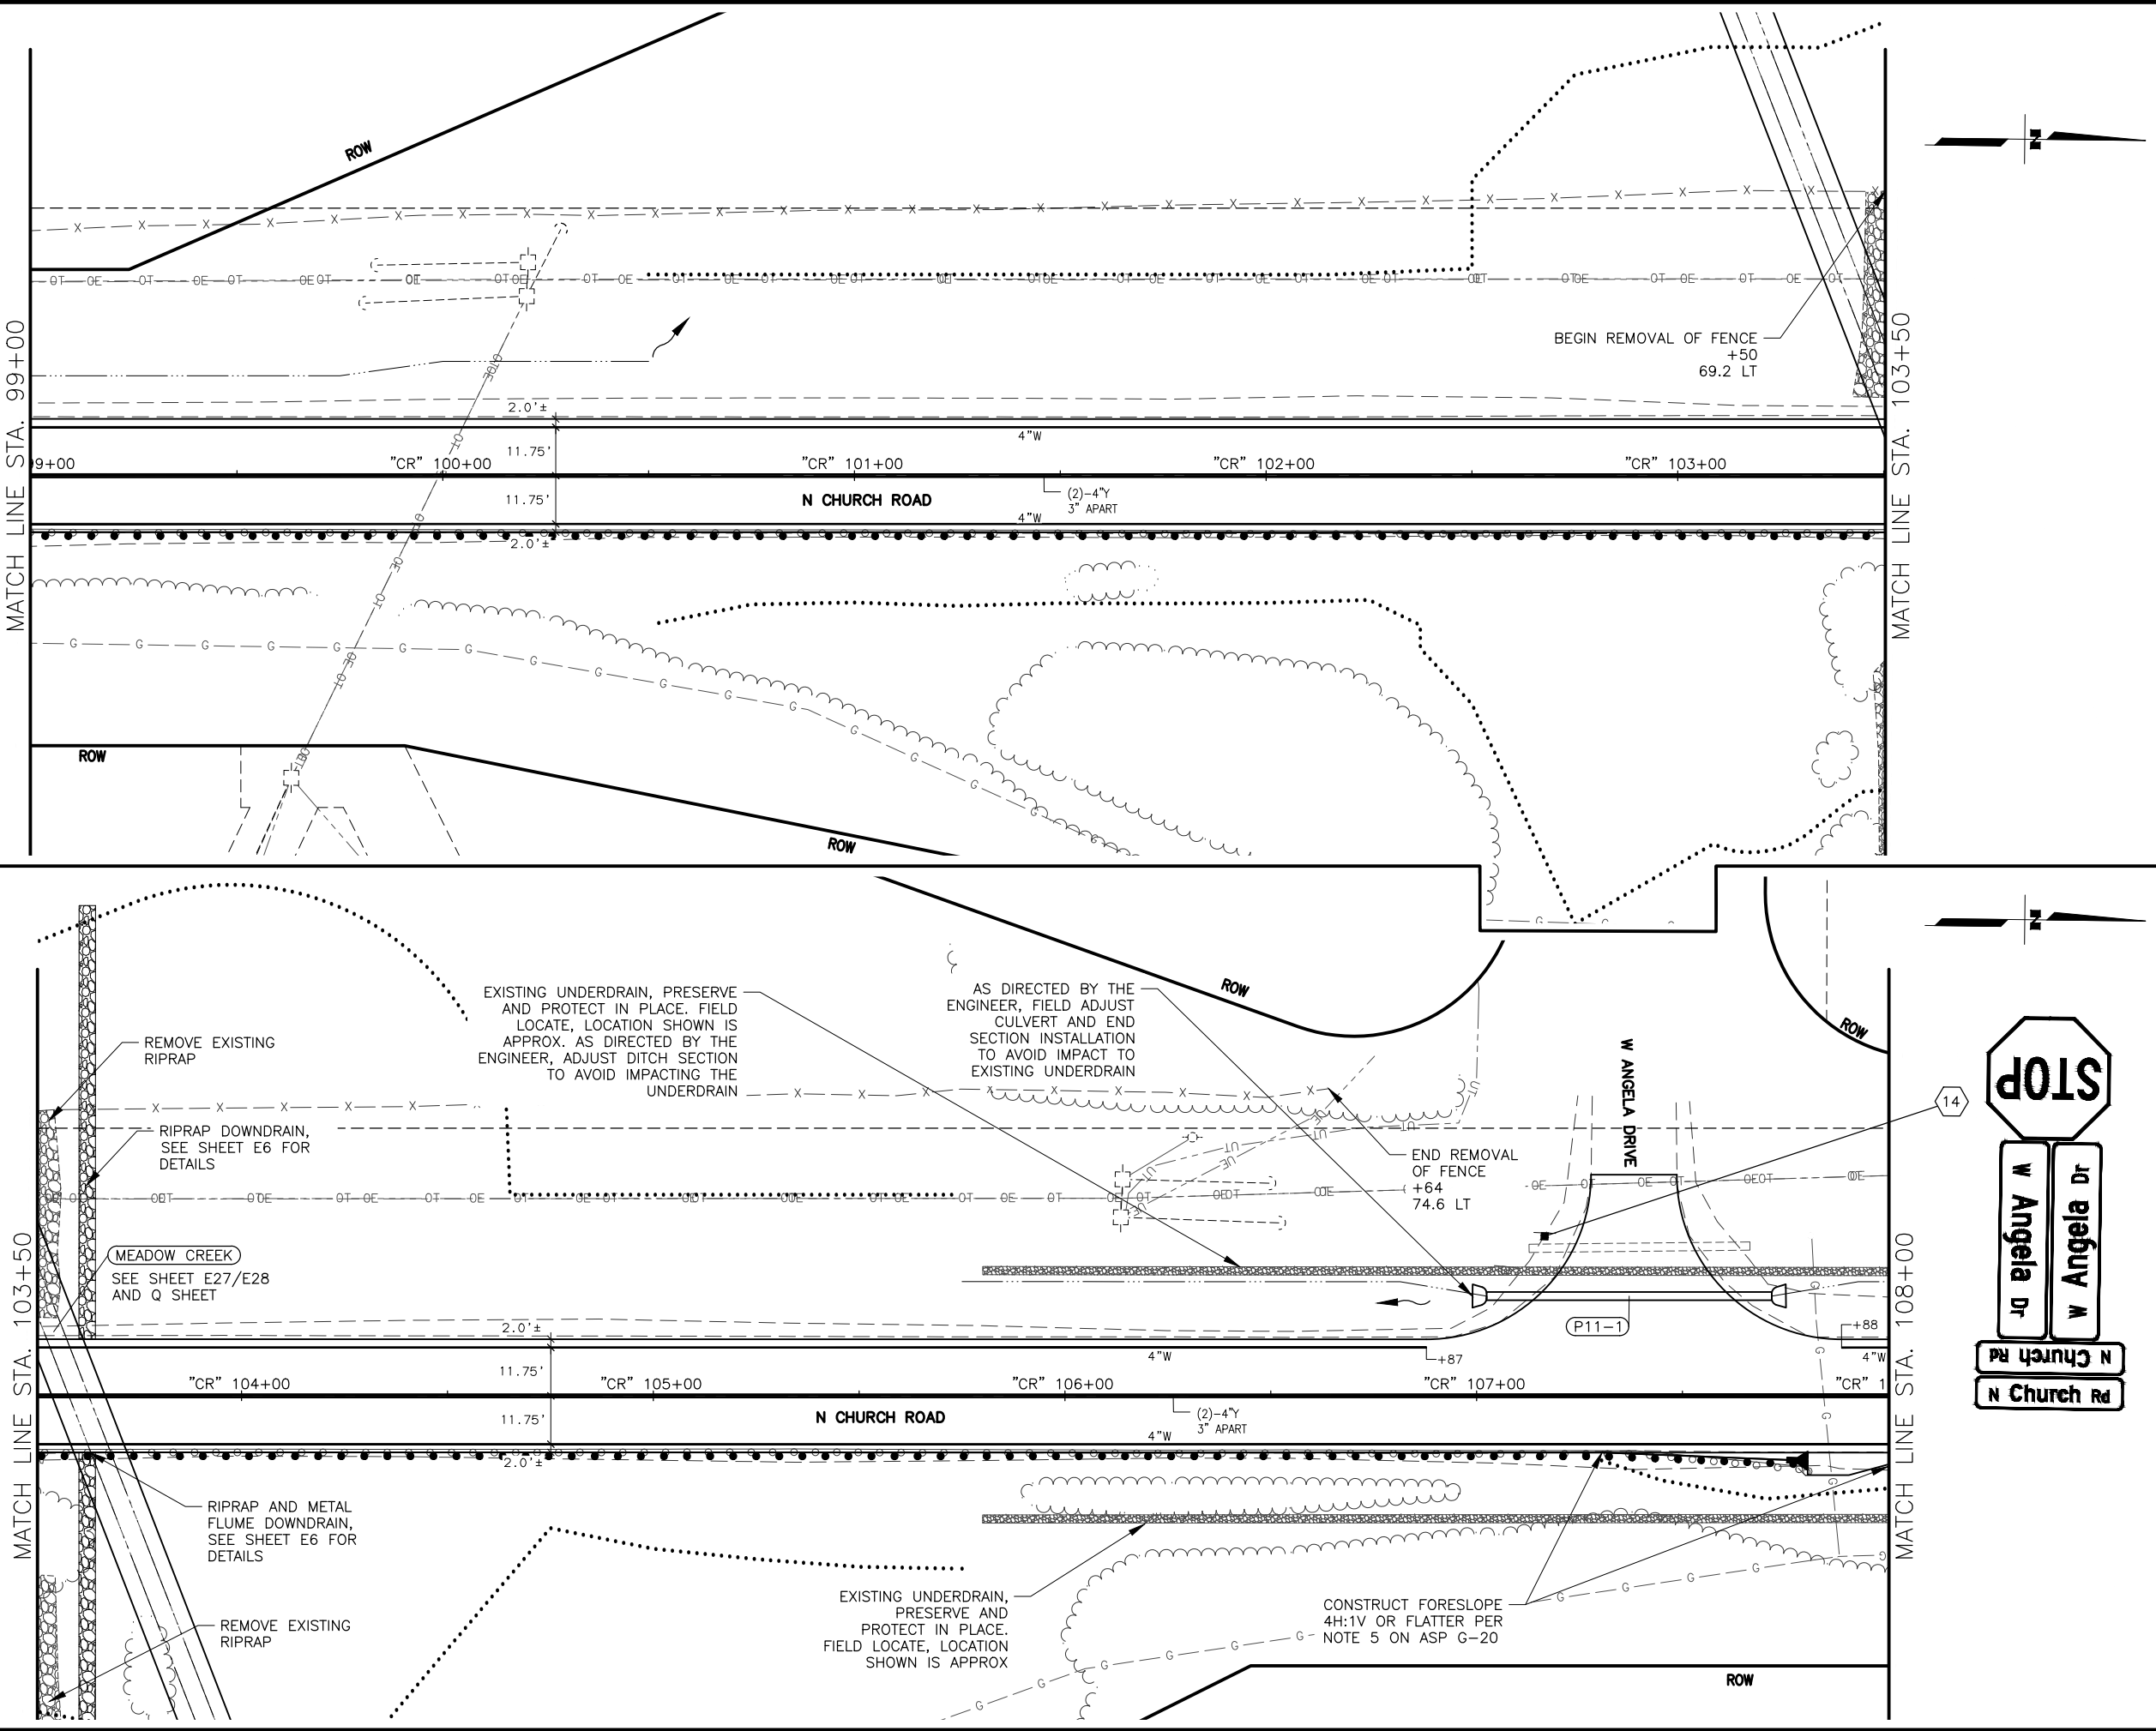 ROW
MATCH LINE STA. 99+00
MATCH LINE STA. 103+50
N
BEGIN REMOVAL OF FENCE
+50
69.2 LT
2.0'±
11.75'
4"W
99+00
"CR" 100+00
"CR" 101+00
"CR" 102+00
"CR" 103+00
11.75'
N CHURCH ROAD
(2)-4"Y
3" APART
4"W
2.0'±
ROW
ROW
N
EXISTING UNDERDRAIN, PRESERVE
AND PROTECT IN PLACE. FIELD
LOCATE, LOCATION SHOWN IS
APPROX. AS DIRECTED BY THE
ENGINEER, ADJUST DITCH SECTION
TO AVOID IMPACTING THE
UNDERDRAIN
AS DIRECTED BY THE
ENGINEER, FIELD ADJUST
CULVERT AND END
SECTION INSTALLATION
TO AVOID IMPACT TO
EXISTING UNDERDRAIN
ROW
ROW
W ANGELA DRIVE
14
STOP
W Angela Dr
W Angela Dr
N Church Rd
N Church Rd
REMOVE EXISTING
RIPRAP
RIPRAP DOWNDRAIN,
SEE SHEET E6 FOR
DETAILS
END REMOVAL
OF FENCE
+64
74.6 LT
MEADOW CREEK
SEE SHEET E27/E28
AND Q SHEET
P11-1
MATCH LINE STA. 103+50
MATCH LINE STA. 108+00
2.0'±
11.75'
4"W
+87
+88
4"W
"CR" 104+00
"CR" 105+00
"CR" 106+00
"CR" 107+00
"CR" 1
11.75'
N CHURCH ROAD
(2)-4"Y
3" APART
4"W
2.0'±
RIPRAP AND METAL
FLUME DOWNDRAIN,
SEE SHEET E6 FOR
DETAILS
REMOVE EXISTING
RIPRAP
EXISTING UNDERDRAIN,
PRESERVE AND
PROTECT IN PLACE.
FIELD LOCATE, LOCATION
SHOWN IS APPROX
CONSTRUCT FORESLOPE
4H:1V OR FLATTER PER
NOTE 5 ON ASP G-20
ROW